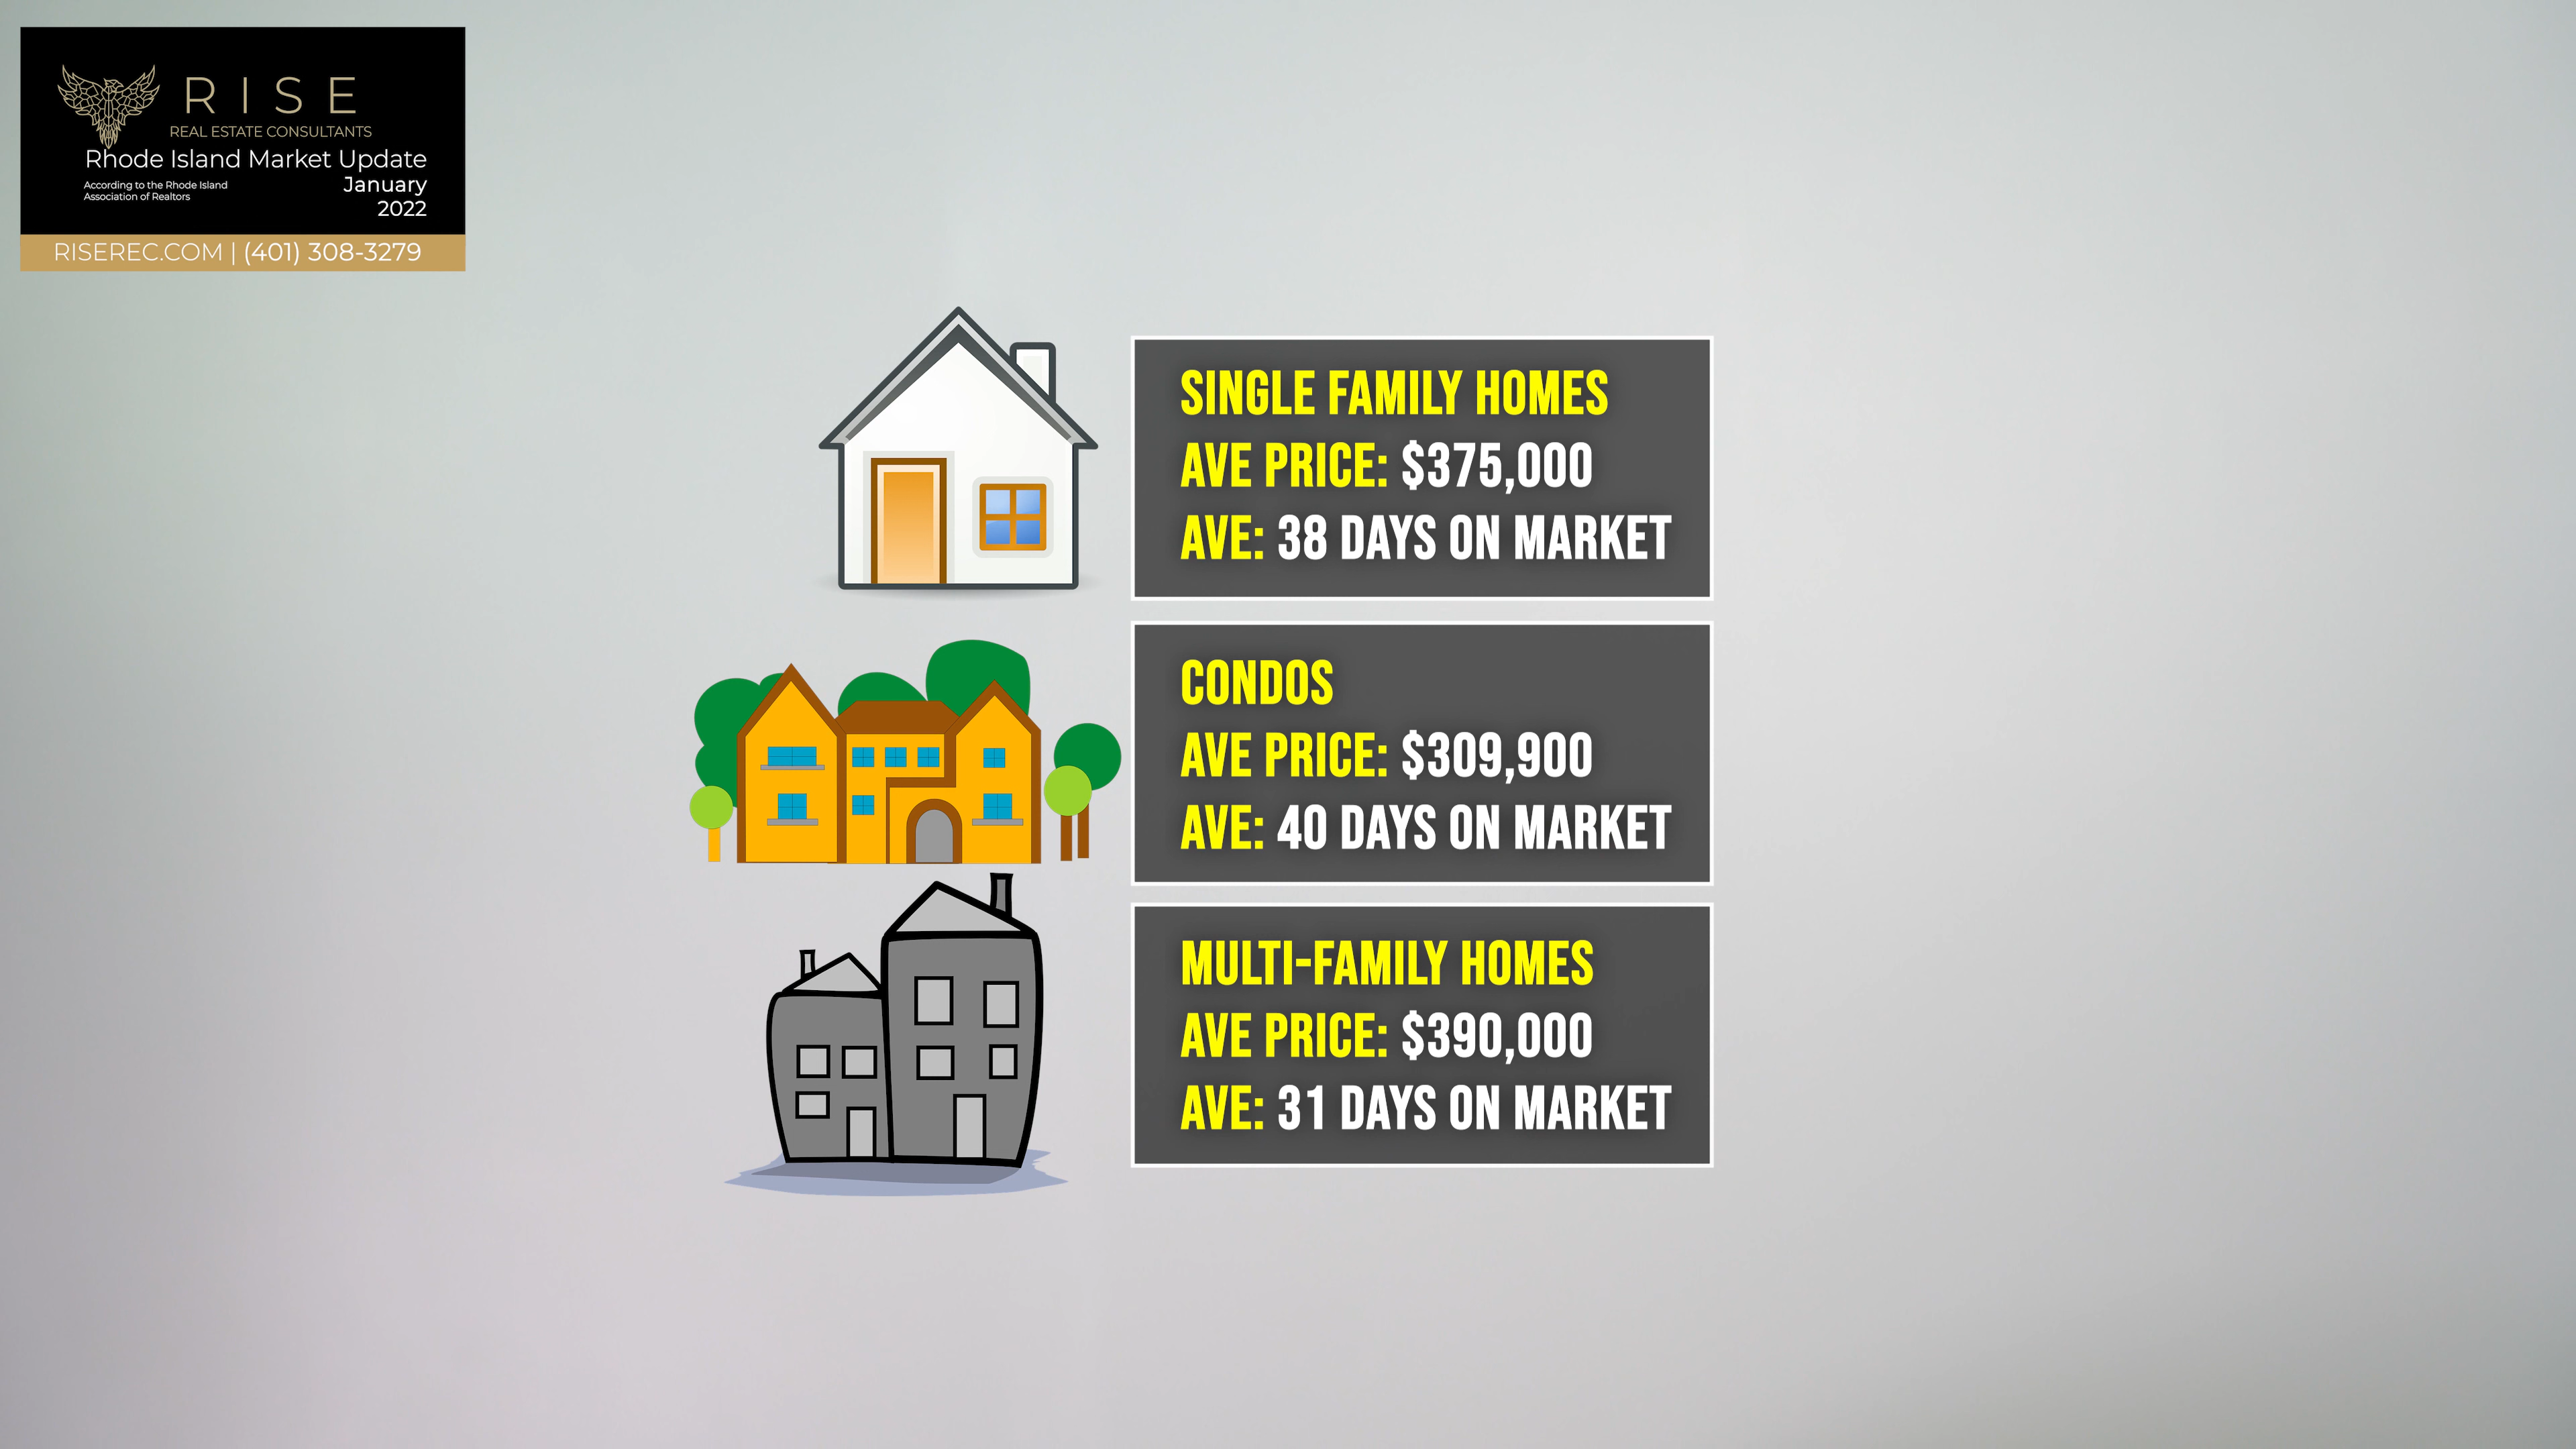 RISE
REAL ESTATE CONSULTANTS
Rhode Island Market Update
According to the Rhode Island
Association of Realtors
January
2022
RISEREC.COM | (401) 308-3279
SINGLE FAMILY HOMES
AVE PRICE: $375,000
AVE: 38 DAYS ON MARKET
CONDOS
AVE PRICE: $309,900
AVE: 40 DAYS ON MARKET
MULTI-FAMILY HOMES
AVE PRICE: $390,000
AVE: 31 DAYS ON MARKET